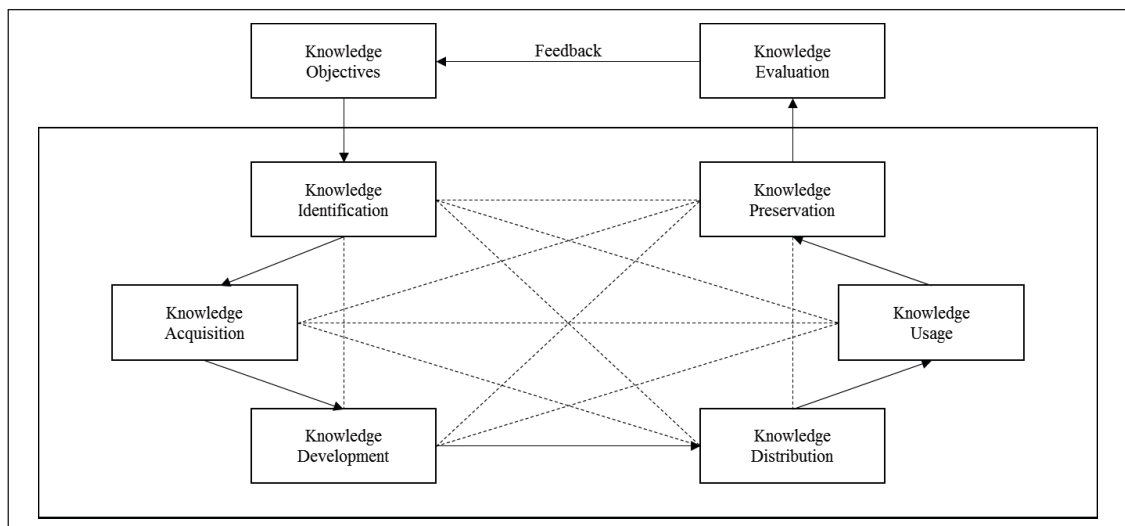 Knowledge
Objectives
Feedback
Knowledge
Evaluation
Knowledge
Identification
Knowledge
Preservation
Knowledge
Acquisition
Knowledge
Usage
Knowledge
Development
Knowledge
Distribution